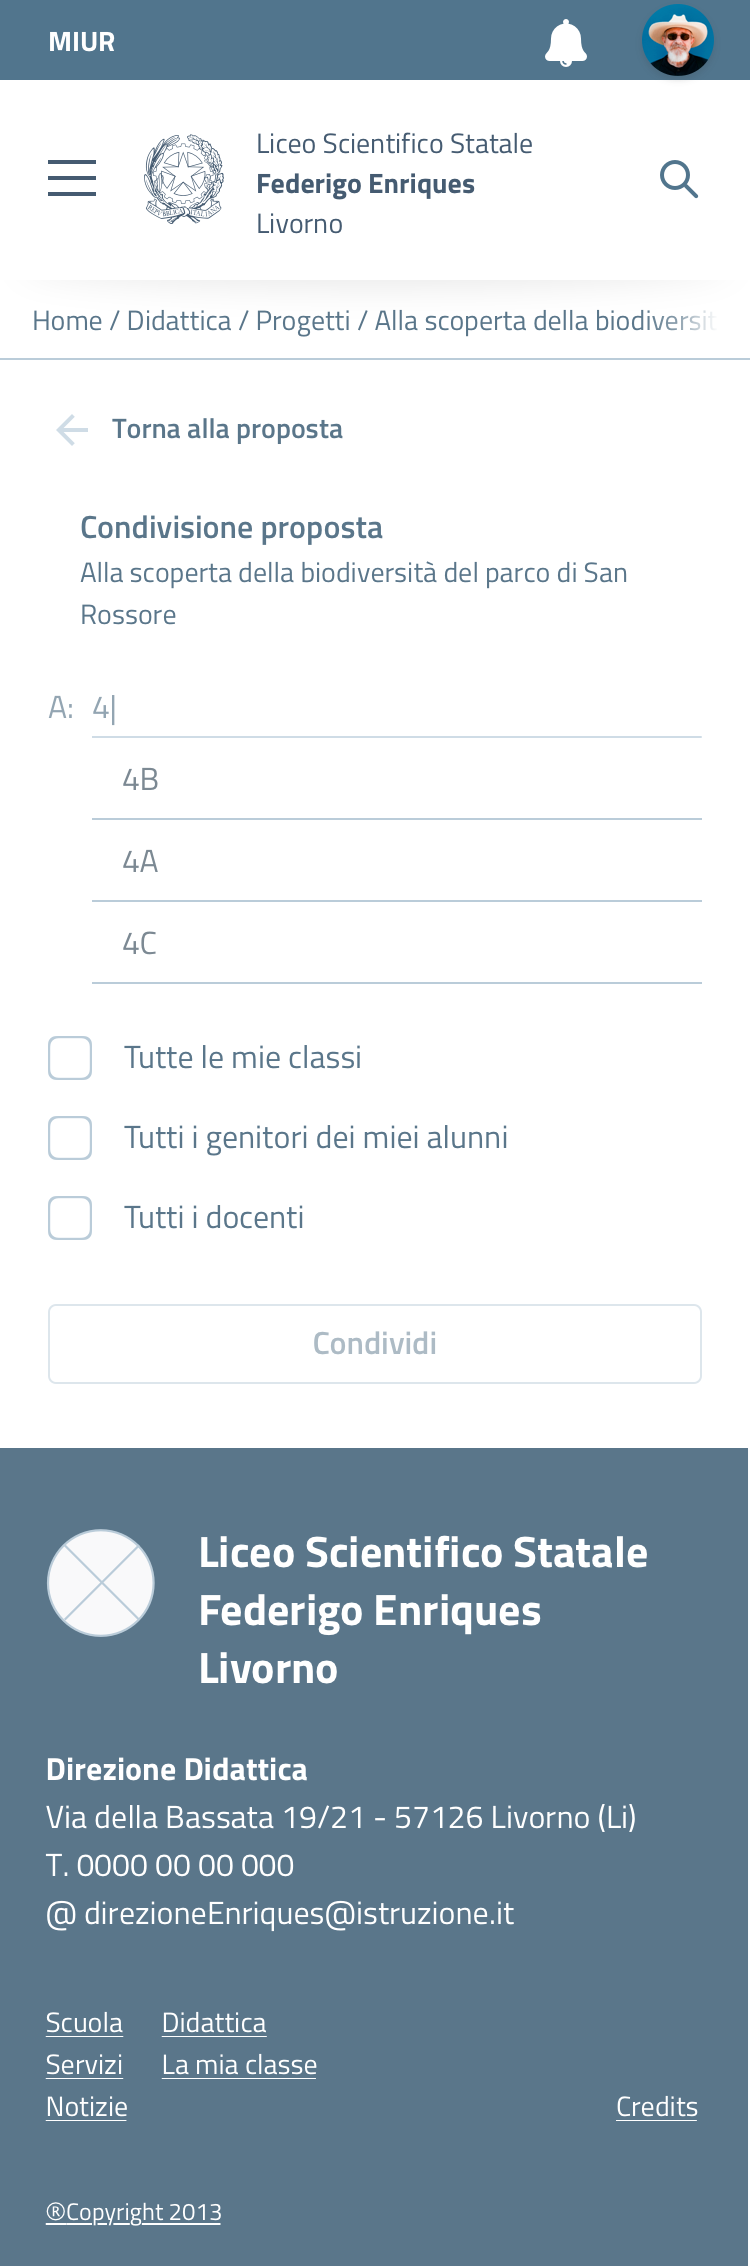 MIUR
Liceo Scientifico Statale
Federigo Enriques
Livorno
REPVBBLICA ITALIANA
Home / Didattica / Progetti / Alla scoperta della biodiversit
Torna alla proposta
Condivisione proposta
Alla scoperta della biodiversità del parco di San
Rossore
A: 4|
4B
4A
4C
Tutte le mie classi
Tutti i genitori dei miei alunni
Tutti i docenti
Condividi
Liceo Scientifico Statale
Federigo Enriques
Livorno
Direzione Didattica
Via della Bassata 19/21 - 57126 Livorno (Li)
T. 0000 00 00 000
@ direzioneEnriques@istruzione.it
Scuola Didattica
Servizi La mia classe
Notizie Credits
®Copyright 2013